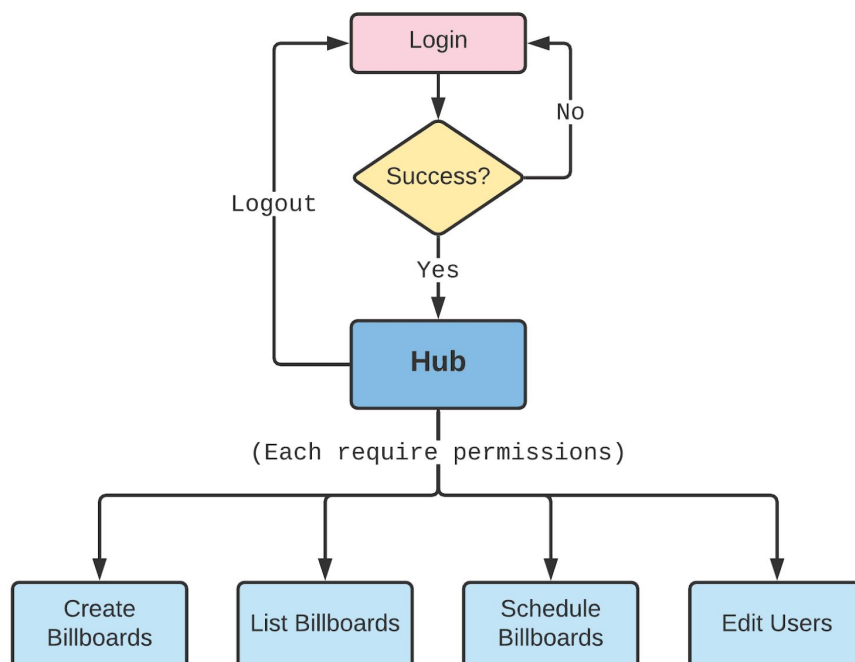 Login
No
Success?
Logout
Yes
Hub
(Each require permissions)
Create
Billboards
List Billboards
Schedule
Billboards
Edit Users